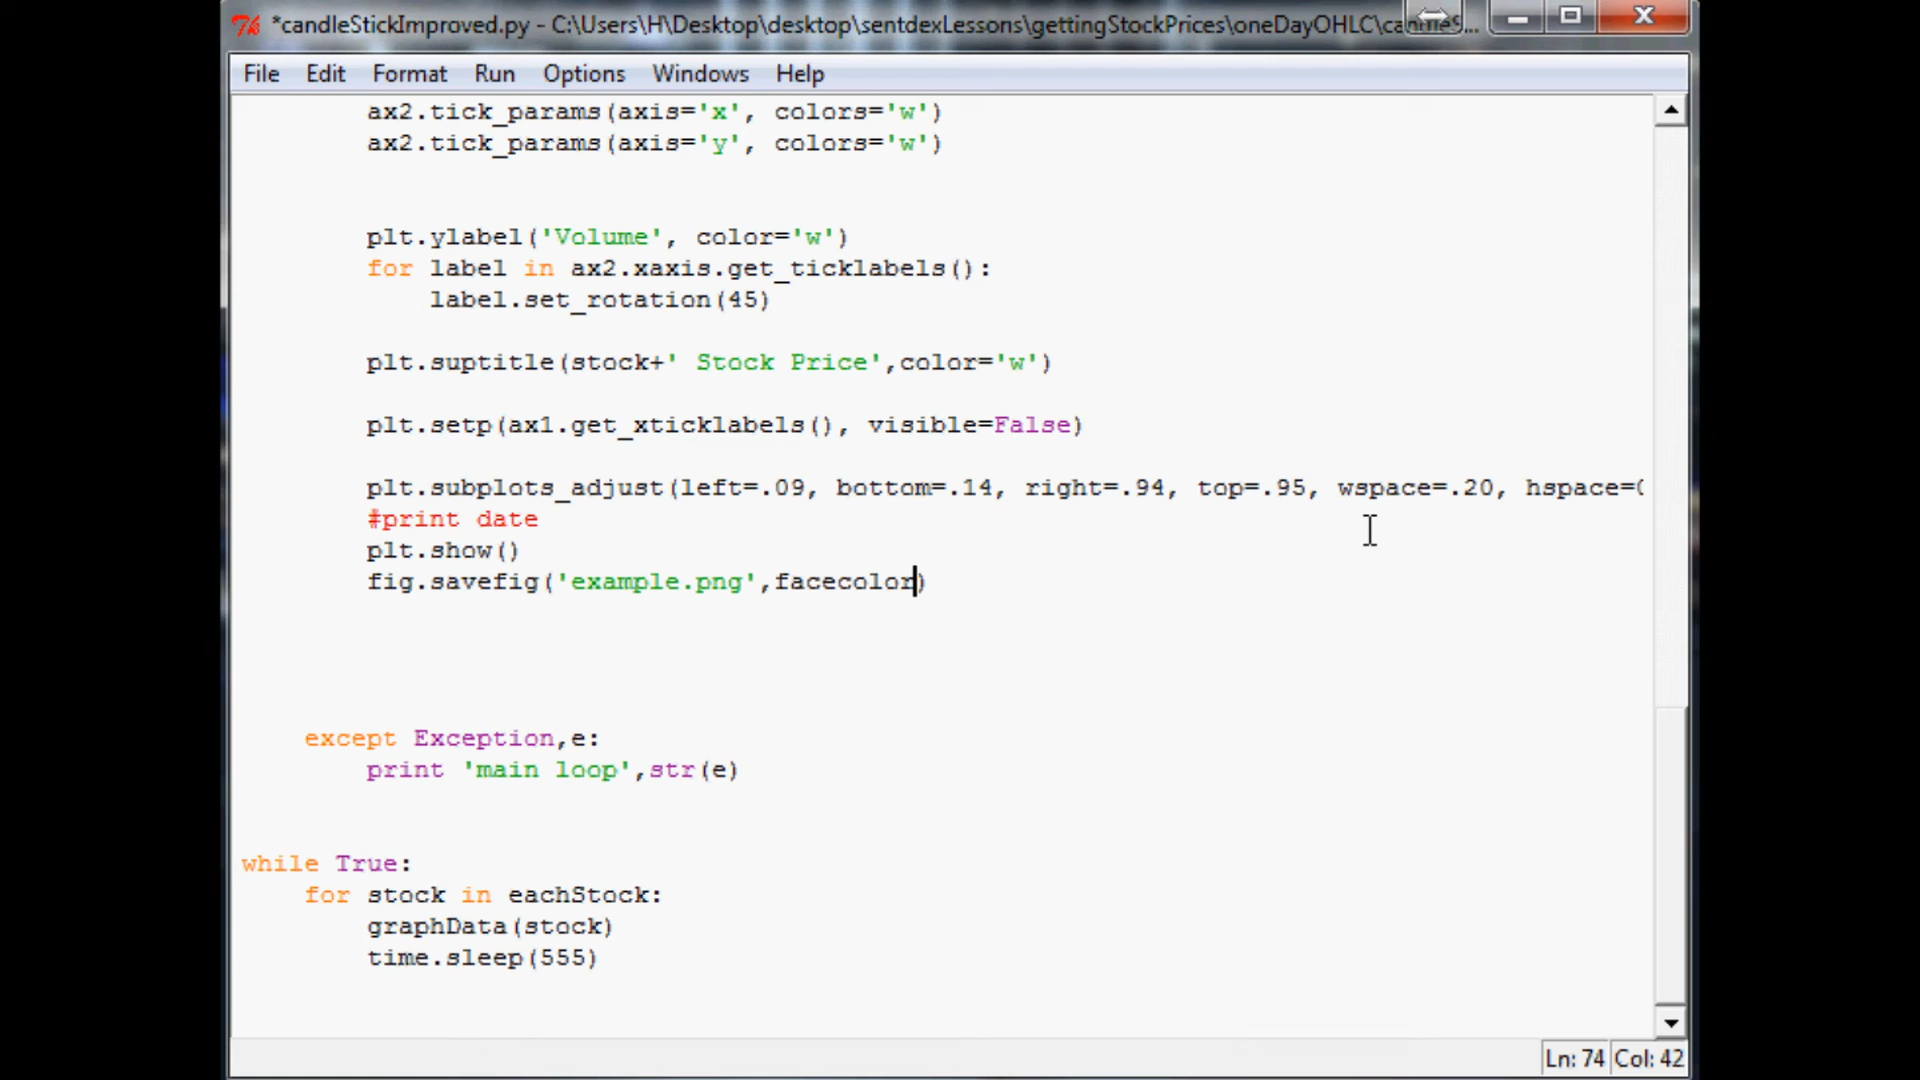 *candleStickImproved.py - C:\Users\H\Desktop\desktop\sentdexLessons\gettingStockPrices\oneDayOHLC\candleS...
File Edit Format Run Options Windows Help
ax2.tick_params(axis='x', colors='w')
ax2.tick_params(axis='y', colors='w')
plt.ylabel('Volume', color='w')
for label in ax2.xaxis.get_ticklabels():
label.set_rotation(45)
plt.suptitle(stock+' Stock Price',color='w')
plt.setp(ax1.get_xticklabels(), visible=False)
plt.subplots_adjust(left=.09, bottom=.14, right=.94, top=.95, wspace=.20, hspace=
#print date
plt.show()
fig.savefig('example.png',facecolor)
except Exception,e:
print 'main loop',str(e)
while True:
for stock in eachStock:
graphData(stock)
time.sleep(555)
Ln: 74 Col: 42